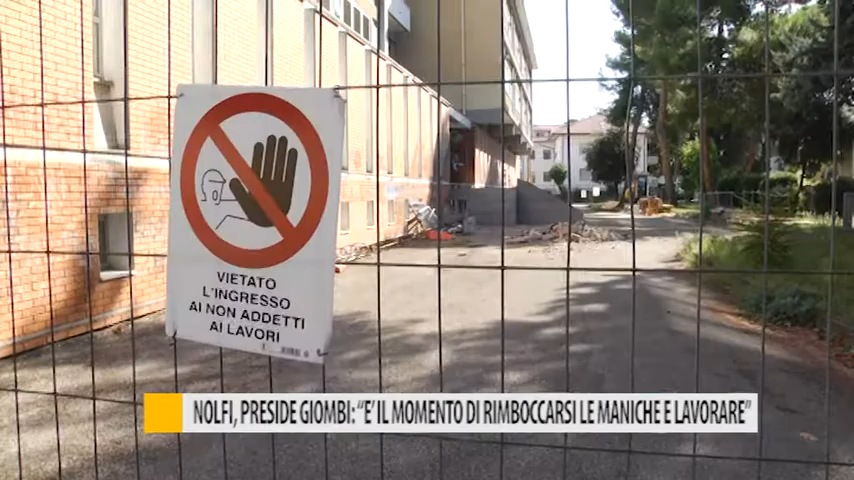 VIETATO
L'INGRESSO
AI NON ADDETTI
AI LAVORI
NOLFI, PRESIDE GIOMBI: “E' IL MOMENTO DI RIMBOCCARSI LE MANICHE E LAVORARE”